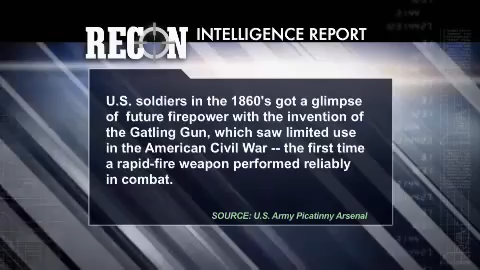 RECON INTELLIGENCE REPORT
U.S. soldiers in the 1860's got a glimpse
of future firepower with the invention of
the Gatling Gun, which saw limited use
in the American Civil War -- the first time
a rapid-fire weapon performed reliably
in combat.
SOURCE: U.S. Army Picatinny Arsenal